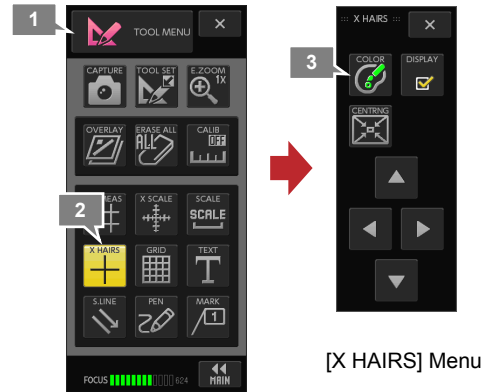 1
TOOL MENU
CAPTURE TOOL SET E.ZOOM
1X
OVERLAY ERASE ALL CALIB
ALL OFF
2
MEAS X SCALE SCALE
SCALE
X HAIRS GRID TEXT
T
S.LINE PEN MARK
1
FOCUS 624 MAIN
X HAIRS
3
COLOR DISPLAY
CENTRNG
[X HAIRS] Menu